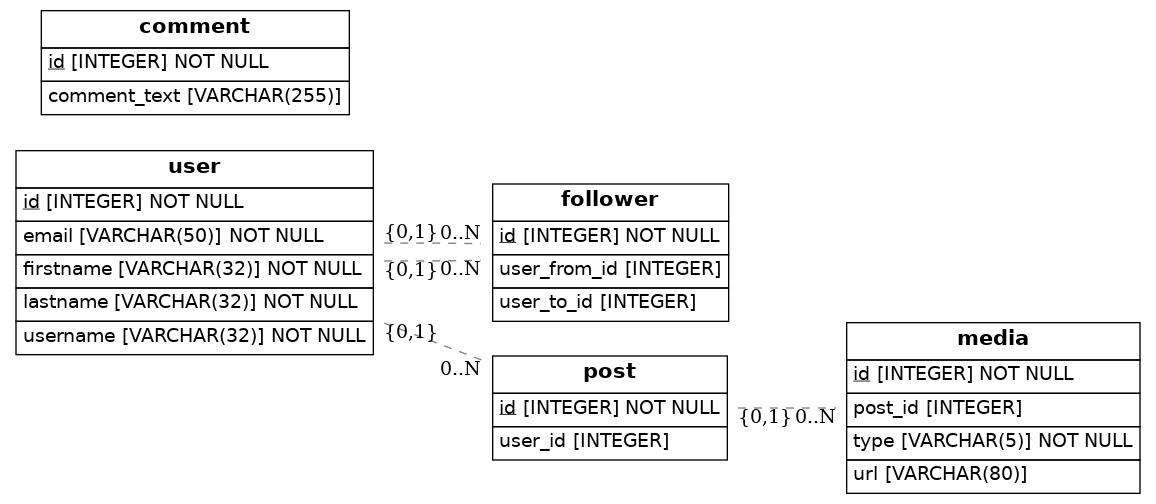 comment
id [INTEGER] NOT NULL
comment_text [VARCHAR(255)]
user
id [INTEGER] NOT NULL
email [VARCHAR(50)] NOT NULL
firstname [VARCHAR(32)] NOT NULL
lastname [VARCHAR(32)] NOT NULL
username [VARCHAR(32)] NOT NULL
{0,1} 0..N
{0,1} 0..N
{0,1}
0..N
follower
id [INTEGER] NOT NULL
user_from_id [INTEGER]
user_to_id [INTEGER]
post
id [INTEGER] NOT NULL
user_id [INTEGER]
{0,1} 0..N
media
id [INTEGER] NOT NULL
post_id [INTEGER]
type [VARCHAR(5)] NOT NULL
url [VARCHAR(80)]